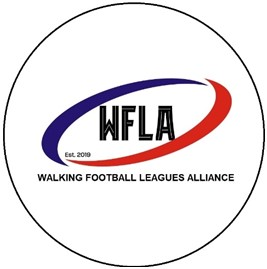 WFLA
Est. 2019
WALKING FOOTBALL LEAGUES ALLIANCE